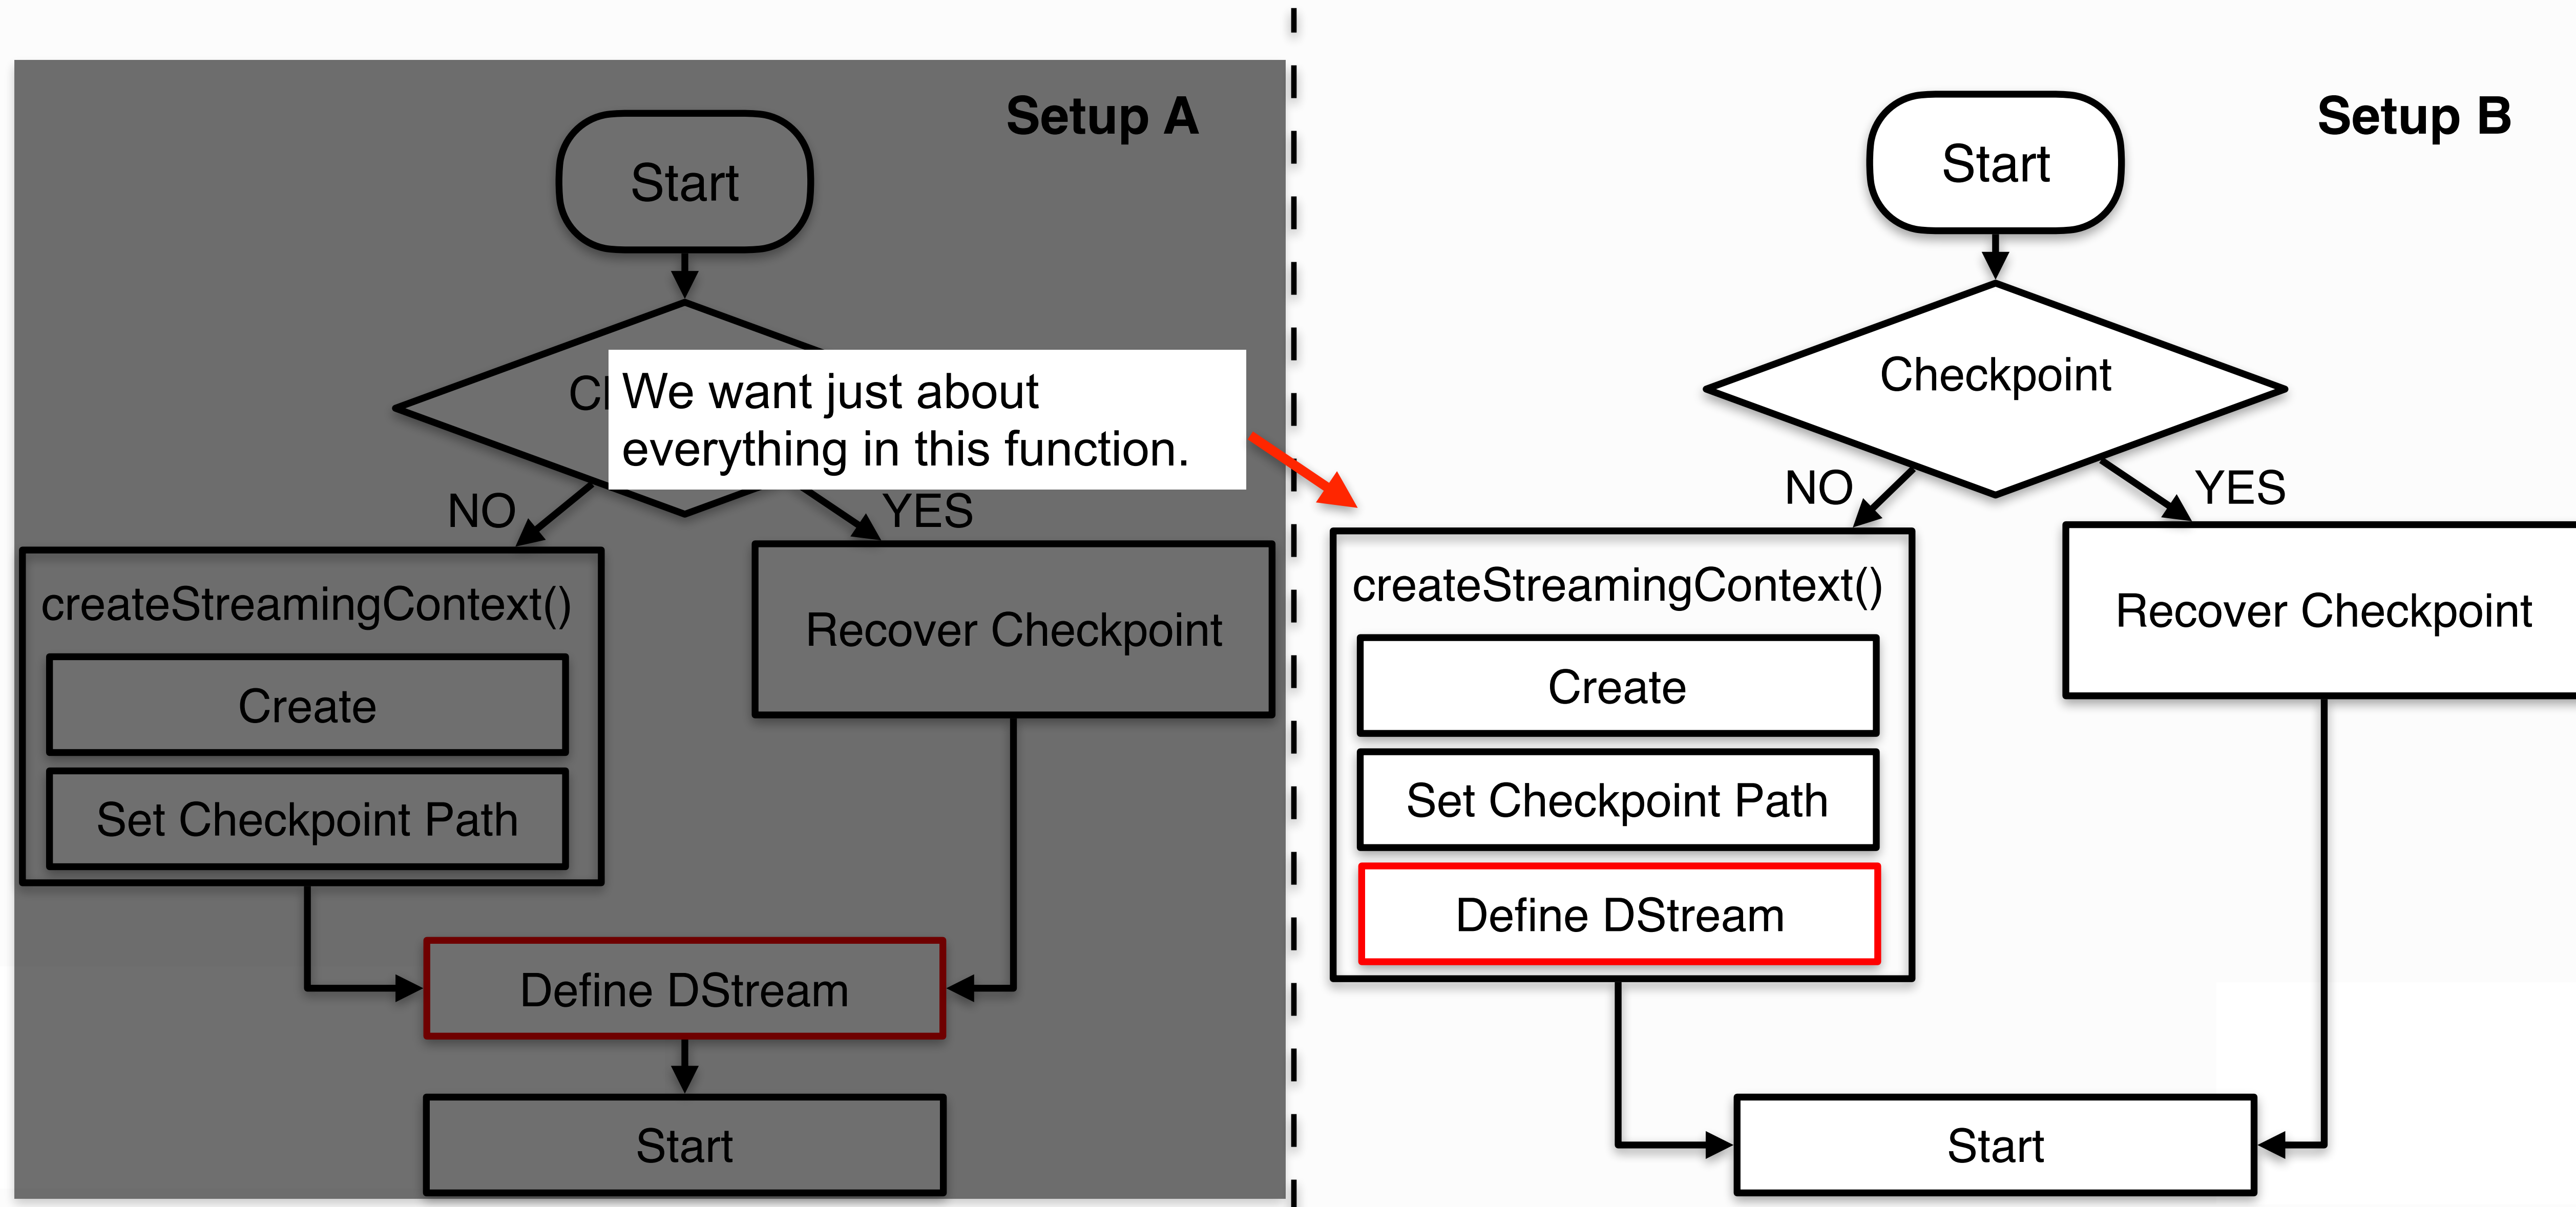 Setup A
Start
We want just about
everything in this function.
NO
YES
createStreamingContext()
Create
Set Checkpoint Path
Recover Checkpoint
Define DStream
Start
Setup B
Start
Checkpoint
NO
YES
createStreamingContext()
Create
Set Checkpoint Path
Define DStream
Recover Checkpoint
Start